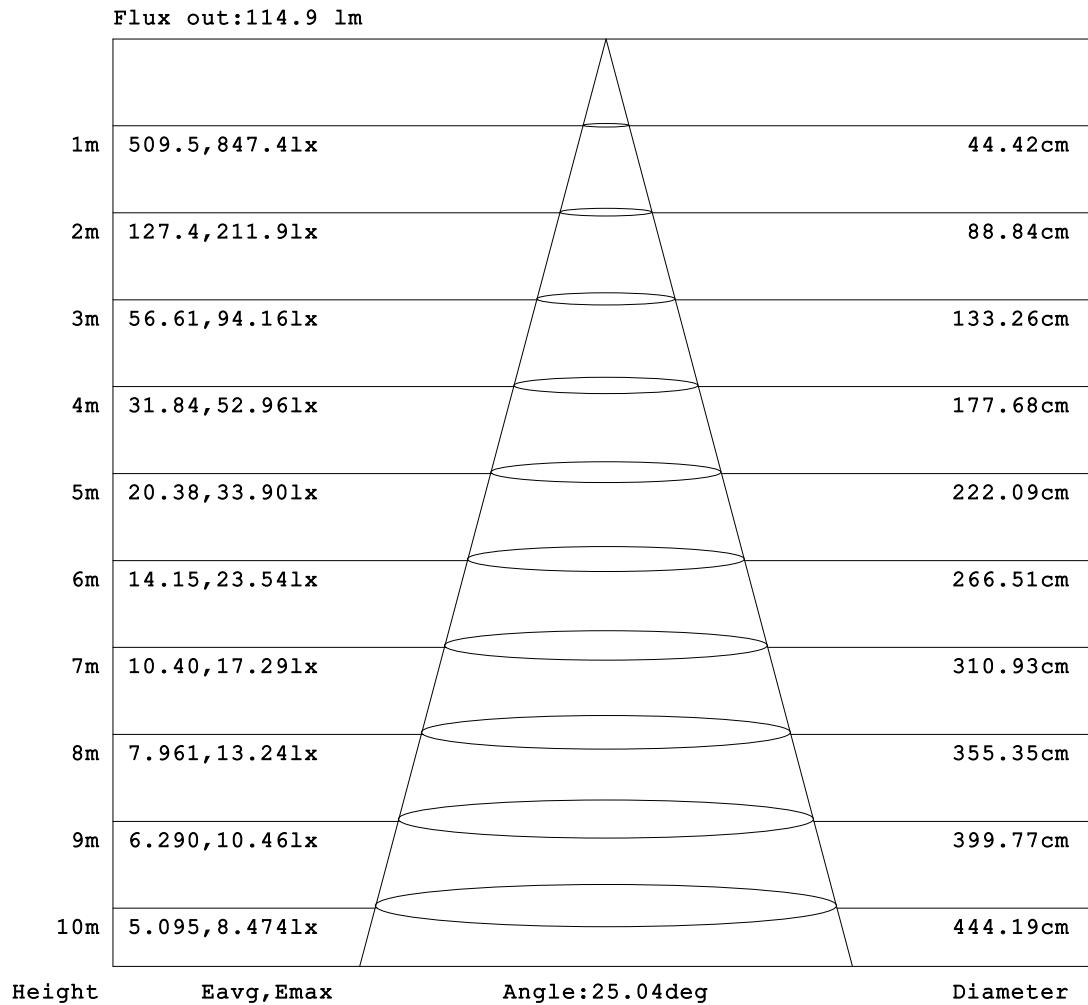 Flux out:114.9 lm
1m 509.5,847.4lx 44.42cm
2m 127.4,211.9lx 88.84cm
3m 56.61,94.16lx 133.26cm
4m 31.84,52.96lx 177.68cm
5m 20.38,33.90lx 222.09cm
6m 14.15,23.54lx 266.51cm
7m 10.40,17.29lx 310.93cm
8m 7.961,13.24lx 355.35cm
9m 6.290,10.46lx 399.77cm
10m 5.095,8.474lx 444.19cm
Height Eavg,Emax Angle:25.04deg Diameter